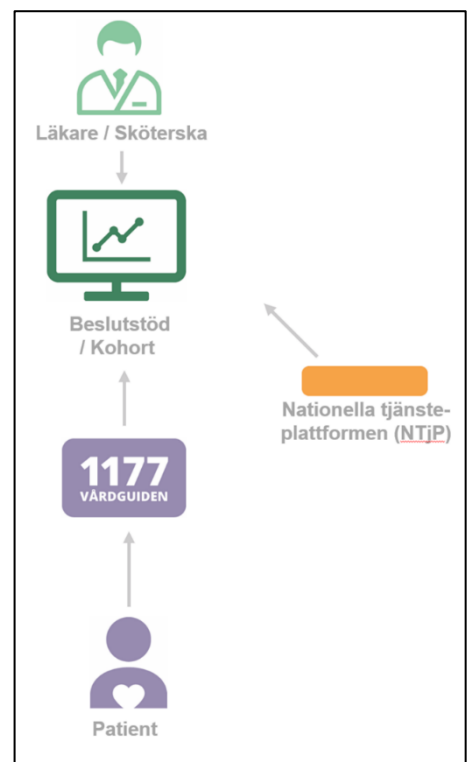 Läkare / Sköterska
Beslutstöd
/ Kohort
Nationella tjänste-
plattformen (NTjP)
1177
VÅRDGUIDEN
Patient